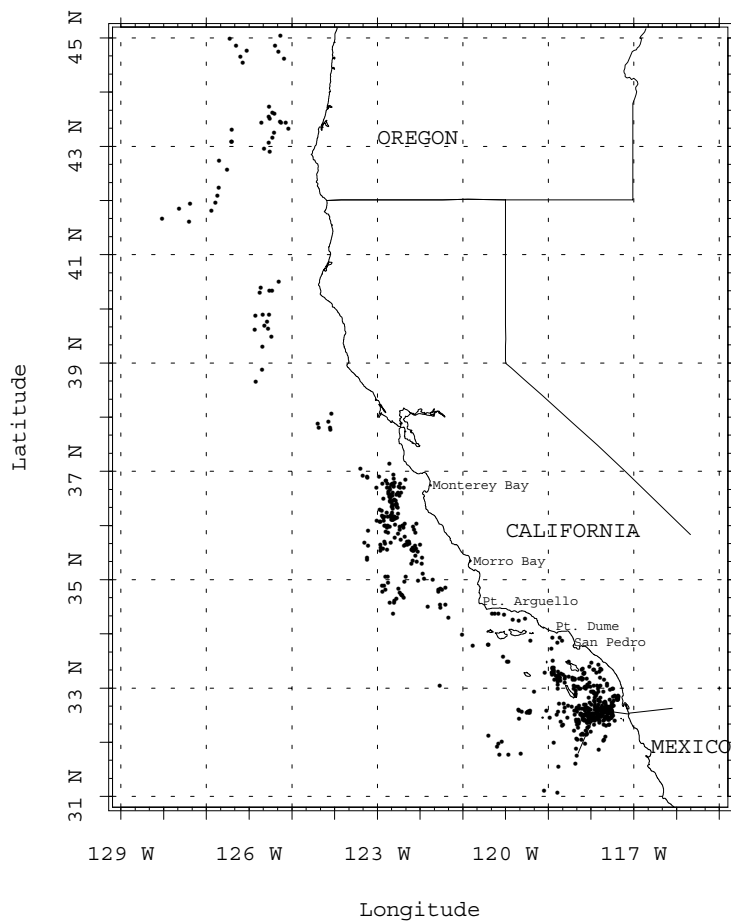 45 N
43 N
OREGON
41 N
39 N
Latitude
37 N
Monterey Bay
CALIFORNIA
Morro Bay
35 N
Pt. Arguello
Pt. Dume
San Pedro
33 N
MEXICO
31 N
129 W 126 W 123 W 120 W 117 W
Longitude